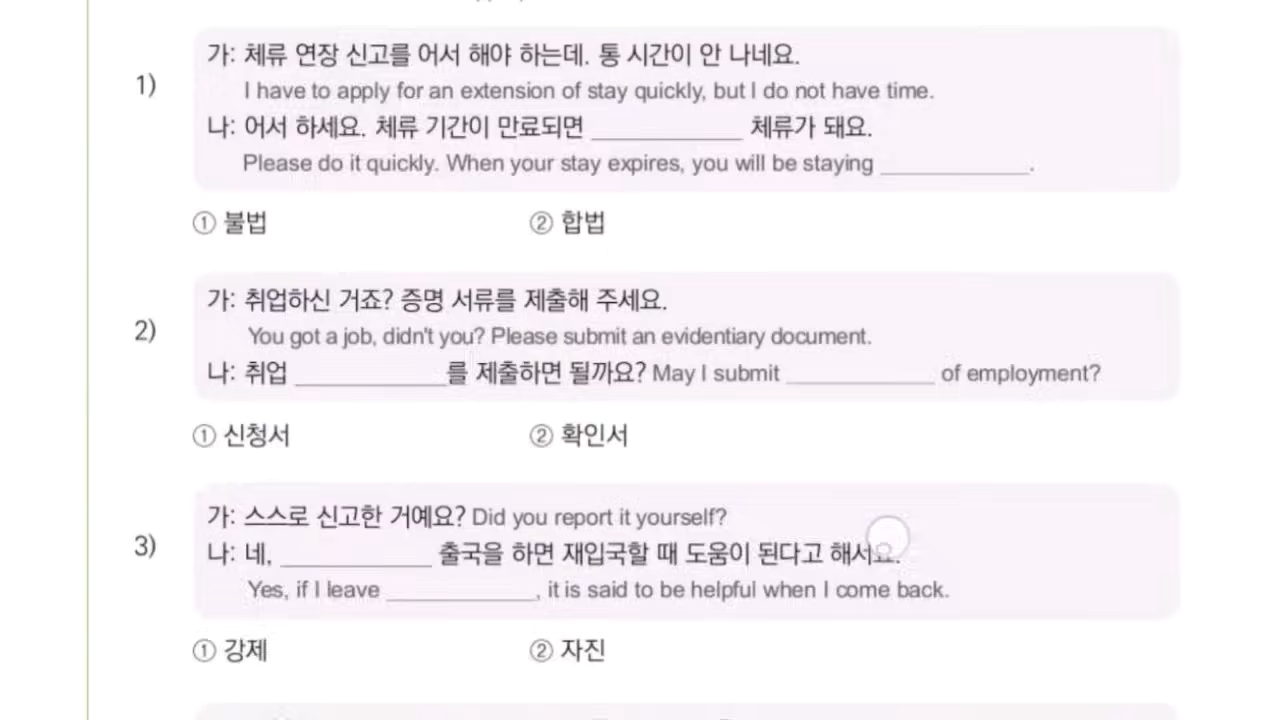 1)
가: 체류 연장 신고를 어서 해야 하는데. 통 시간이 안 나네요.
I have to apply for an extension of stay quickly, but I do not have time.
나: 어서 하세요. 체류 기간이 만료되면 ____________ 체류가 돼요.
Please do it quickly. When your stay expires, you will be staying ____________.
① 불법 ② 합법
2)
가: 취업하신 거죠? 증명 서류를 제출해 주세요.
You got a job, didn't you? Please submit an evidentiary document.
나: 취업 ____________를 제출하면 될까요? May I submit ____________ of employment?
① 신청서 ② 확인서
3)
가: 스스로 신고한 거예요? Did you report it yourself?
나: 네, ____________ 출국을 하면 재입국할 때 도움이 된다고 해서요.
Yes, if I leave ____________, it is said to be helpful when I come back.
① 강제 ② 자진